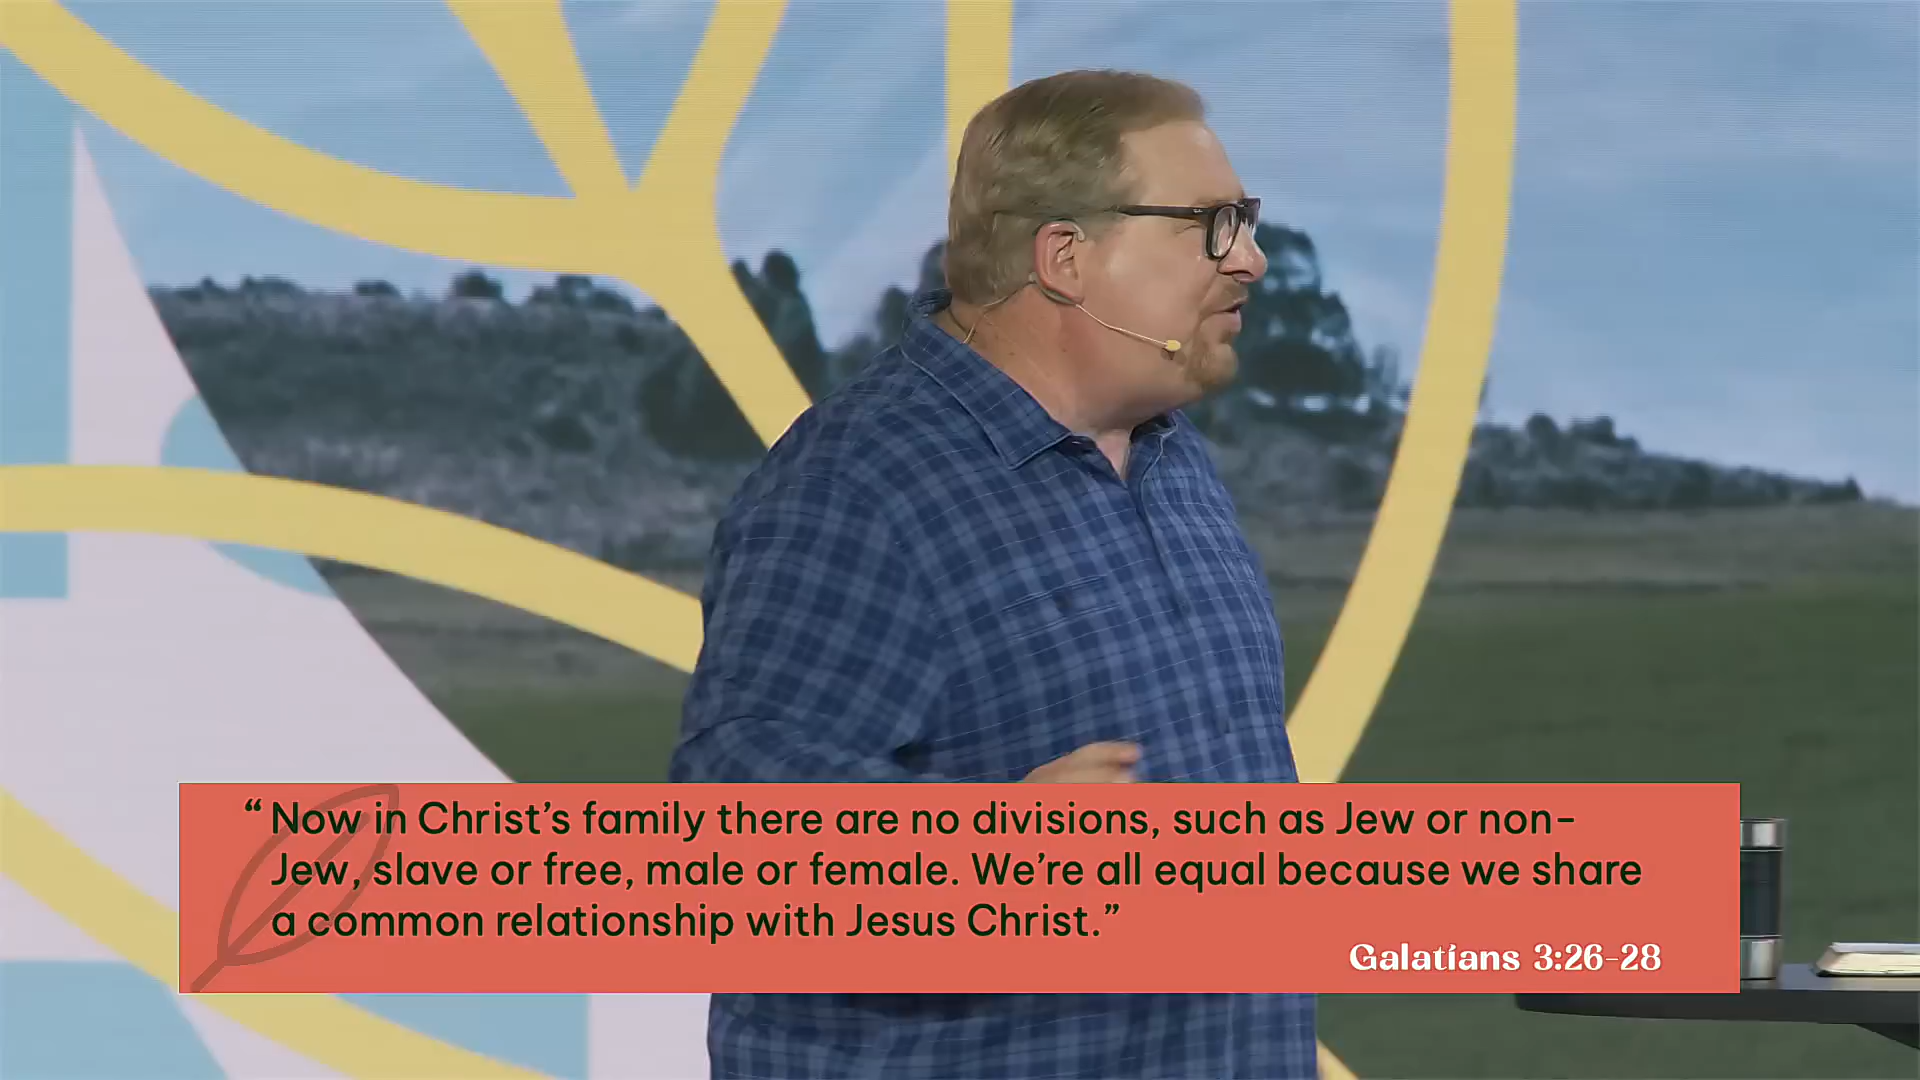 “Now in Christ’s family there are no divisions, such as Jew or non-
Jew, slave or free, male or female. We’re all equal because we share
a common relationship with Jesus Christ.”
Galatians 3:26-28